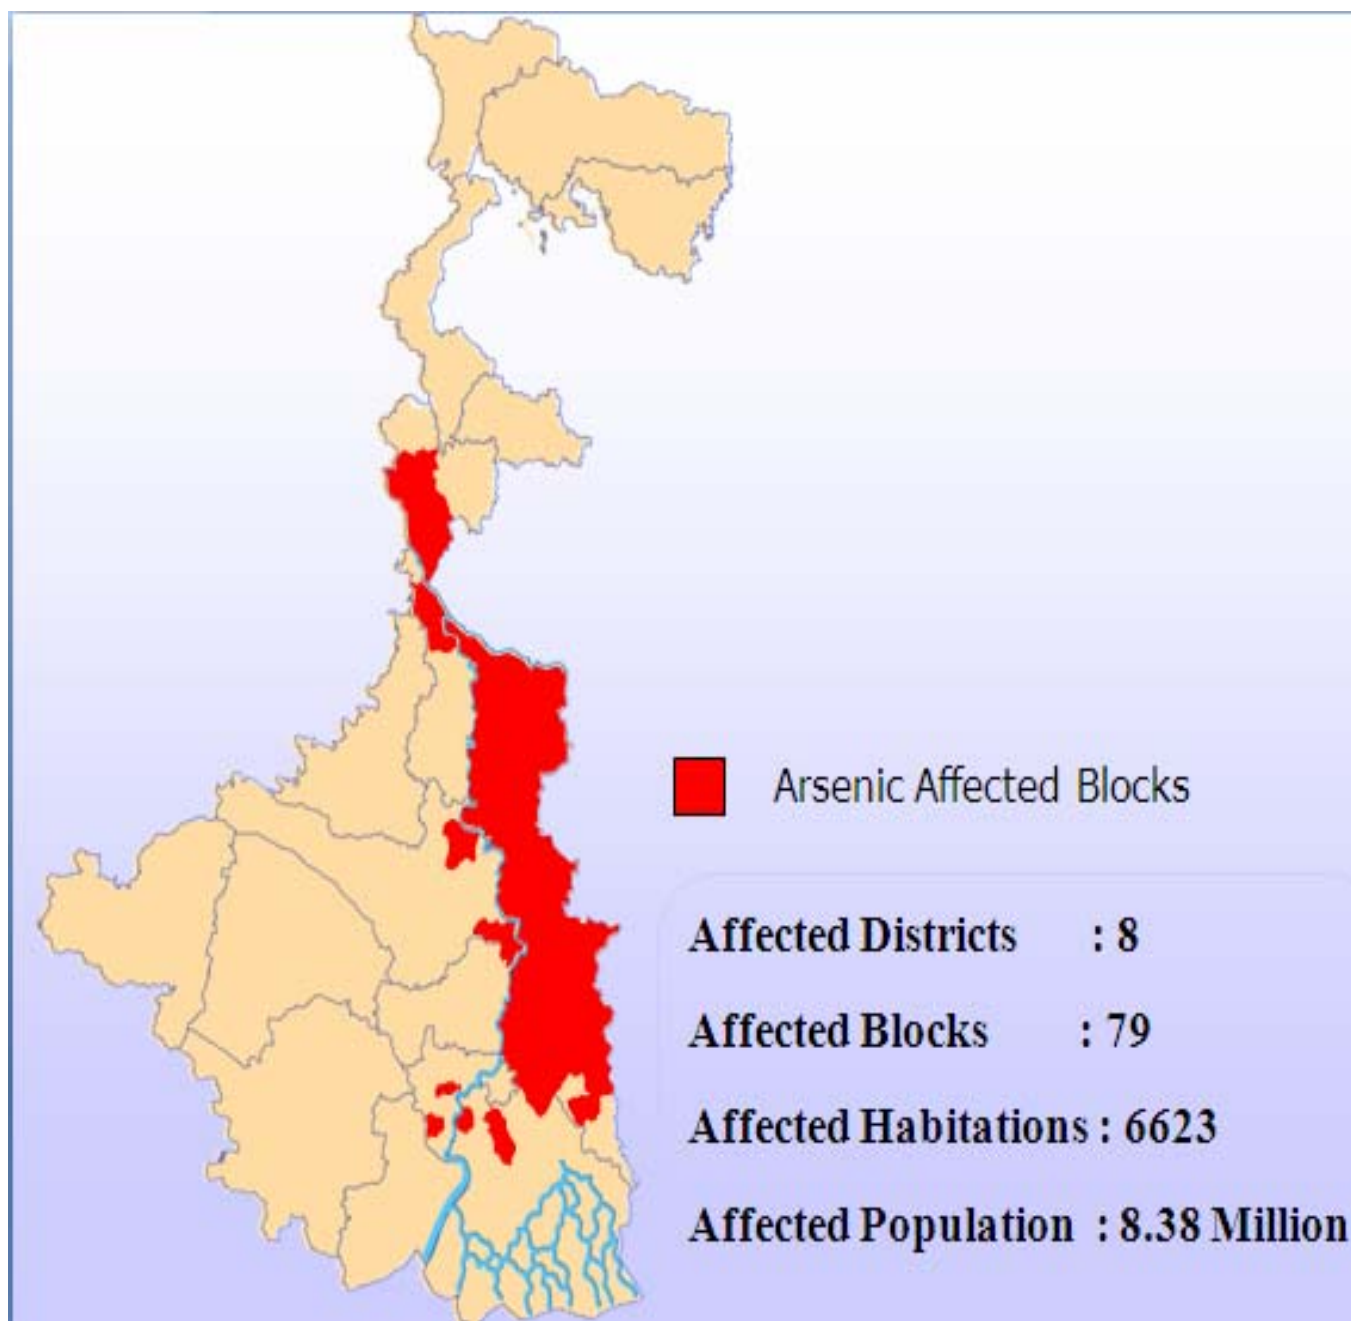 Arsenic Affected Blocks
Affected Districts : 8
Affected Blocks : 79
Affected Habitations : 6623
Affected Population : 8.38 Million